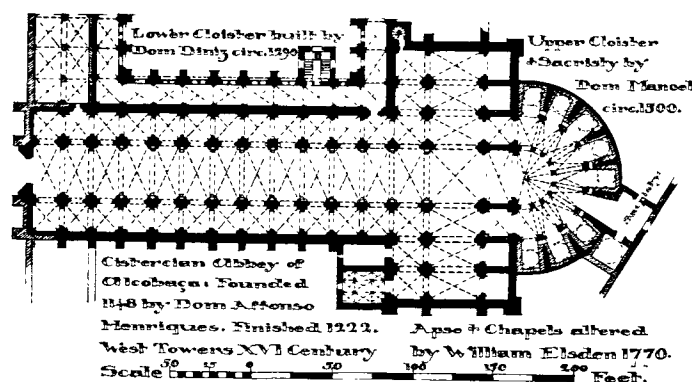 Lower Cloister built by
Dom Diniz circ. 1290
Upper Cloister
& Sacristy by
Dom Manoel
circ. 1500.
Sacristy
Cistercian Abbey of
Alcobaça: Founded
1148 by Dom Affonso
Henriques. Finished 1222.
West Towers XVI Century
Apse & Chapels altered
by William Elsden 1770.
Scale 50 25 0 50 100 150 200 Feet.